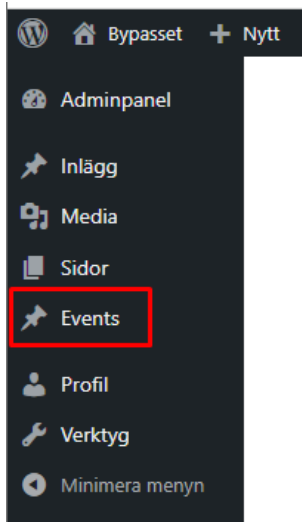 Bypasset + Nytt
Adminpanel
Inlägg
Media
Sidor
Events
Profil
Verktyg
Minimera menyn